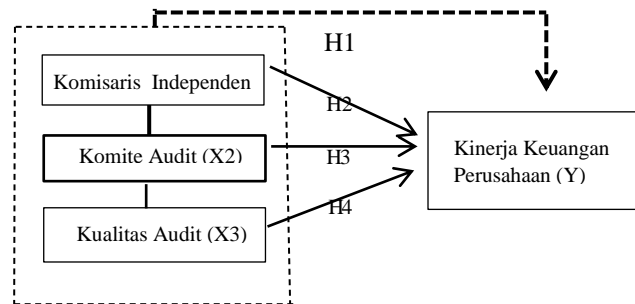 H1
Komisaris Independen
H2
Komite Audit (X2)
H3
Kinerja Keuangan
Perusahaan (Y)
Kualitas Audit (X3)
H4